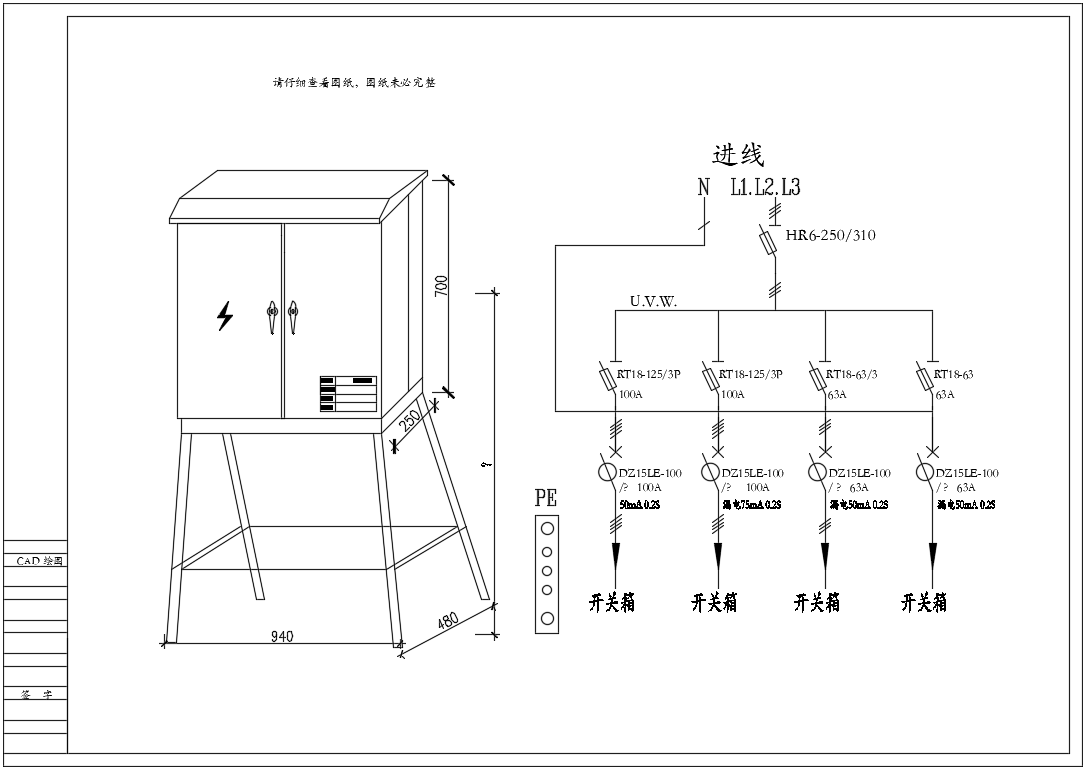 请仔细查看图纸，图纸未必完整
进线
N L1.L2.L3
HR6-250/310
U.V.W.
RT18-125/3P
100A
RT18-125/3P
100A
RT18-63/3
63A
RT18-63
63A
DZ15LE-100
/? 100A
50mA 0.2S
DZ15LE-100
/? 100A
漏电75mA 0.2S
DZ15LE-100
/? 63A
漏电50mA 0.2S
DZ15LE-100
/? 63A
漏电50mA 0.2S
开关箱
开关箱
开关箱
开关箱
PE
700
250
?
480
940
CAD 绘图
签 字